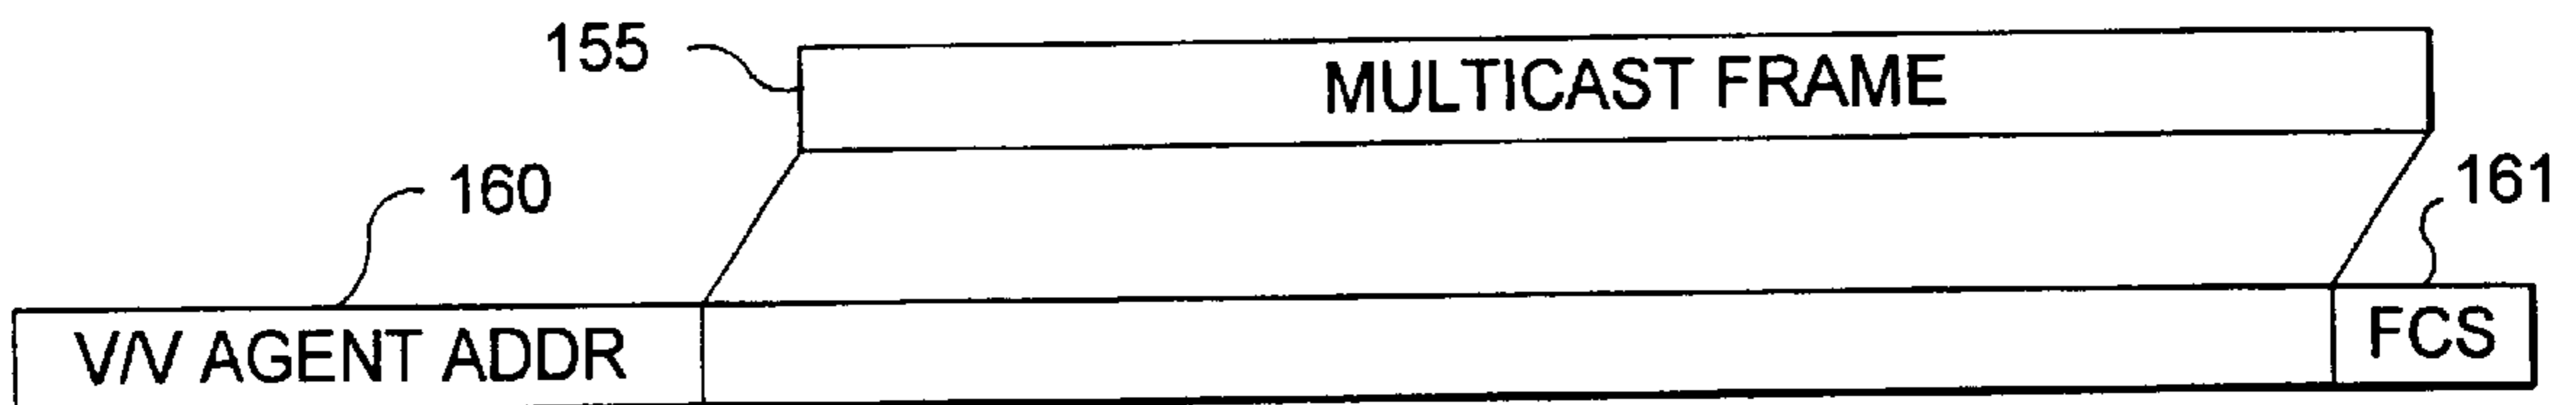 155
MULTICAST FRAME
160
161
V/V AGENT ADDR
FCS